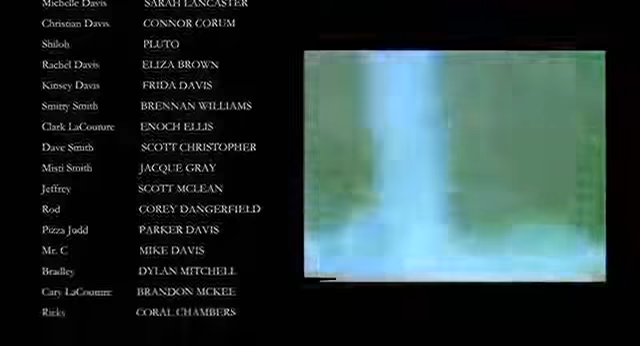 Michelle Davis SARAH LANCASTER
Christian Davis CONNOR CORUM
Shiloh PLUTO
Rachel Davis ELIZA BROWN
Kinsey Davis FRIDA DAVIS
Smitty Smith BRENNAN WILLIAMS
Clark LaCouture ENOCH ELLIS
Dave Smith SCOTT CHRISTOPHER
Misti Smith JACQUE GRAY
Jeffrey SCOTT MCLEAN
Rod COREY DANGERFIELD
Pizza Judd PARKER DAVIS
Mr. C MIKE DAVIS
Bradley DYLAN MITCHELL
Cary LaCouture BRANDON MCKEE
Ricks CORAL CHAMBERS